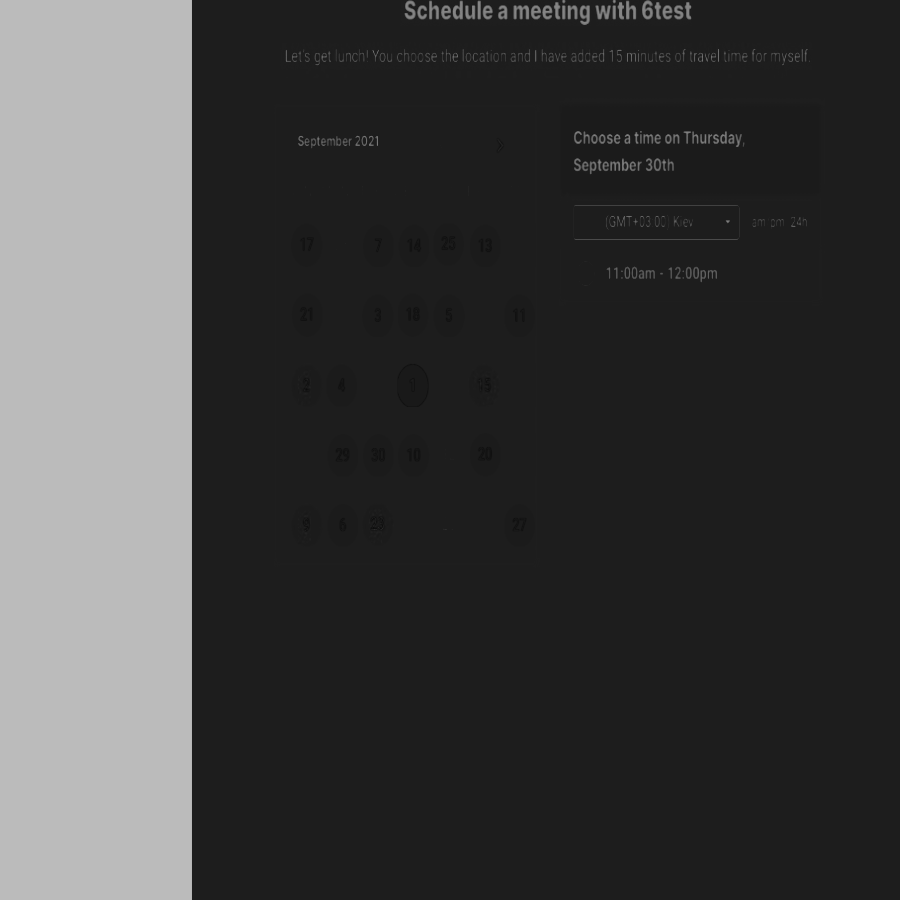 Schedule a meeting with 6test
Let's get lunch! You choose the location and I have added 15 minutes of travel time for myself.
September 2021
Choose a time on Thursday,
September 30th
(GMT+03:00) Kiev
am pm 24h
11:00am - 12:00pm
17 7 14 25 13
21 3 18 5 11
2 4 15
29 30 10 20
6 27